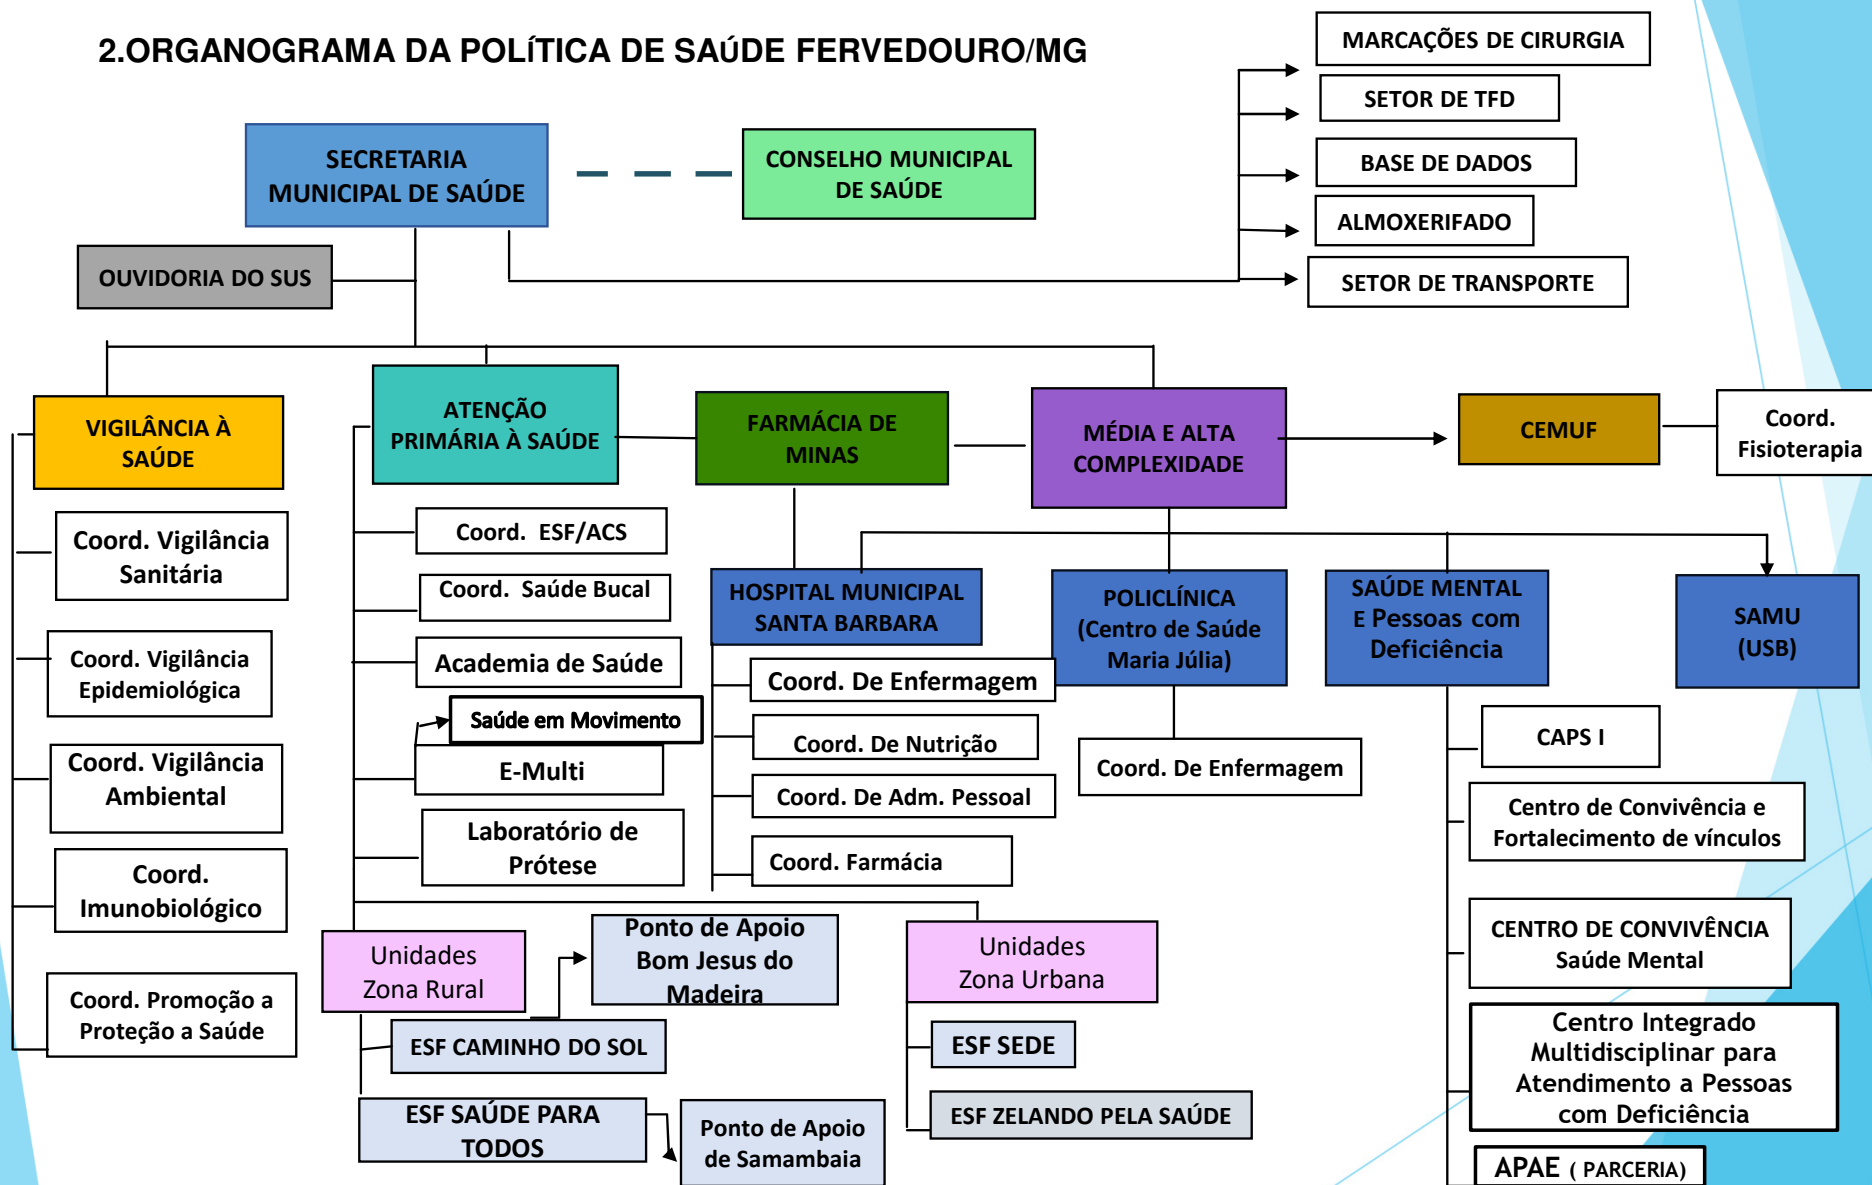 2.ORGANOGRAMA DA POLÍTICA DE SAÚDE FERVEDOURO/MG
MARCAÇÕES DE CIRURGIA
SETOR DE TFD
BASE DE DADOS
ALMOXERIFADO
SETOR DE TRANSPORTE
SECRETARIA
MUNICIPAL DE SAÚDE
CONSELHO MUNICIPAL
DE SAÚDE
OUVIDORIA DO SUS
VIGILÂNCIA À
SAÚDE
ATENÇÃO
PRIMÁRIA À SAÚDE
FARMÁCIA DE
MINAS
MÉDIA E ALTA
COMPLEXIDADE
CEMUF
Coord.
Fisioterapia
Coord. Vigilância
Sanitária
Coord. Vigilância
Epidemiológica
Coord. Vigilância
Ambiental
Coord.
Imunobiológico
Coord. Promoção a
Proteção a Saúde
Coord. ESF/ACS
Coord. Saúde Bucal
Academia de Saúde
Saúde em Movimento
E-Multi
Laboratório de
Prótese
HOSPITAL MUNICIPAL
SANTA BARBARA
Coord. De Enfermagem
Coord. De Nutrição
Coord. De Adm. Pessoal
Coord. Farmácia
POLICLÍNICA
(Centro de Saúde
Maria Júlia)
Coord. De Enfermagem
SAÚDE MENTAL
E Pessoas com
Deficiência
SAMU
(USB)
CAPS I
Centro de Convivência e
Fortalecimento de vínculos
CENTRO DE CONVIVÊNCIA
Saúde Mental
Centro Integrado
Multidisciplinar para
Atendimento a Pessoas
com Deficiência
APAE ( PARCERIA)
Unidades
Zona Rural
Ponto de Apoio
Bom Jesus do
Madeira
ESF CAMINHO DO SOL
ESF SAÚDE PARA
TODOS
Ponto de Apoio
de Samambaia
Unidades
Zona Urbana
ESF SEDE
ESF ZELANDO PELA SAÚDE